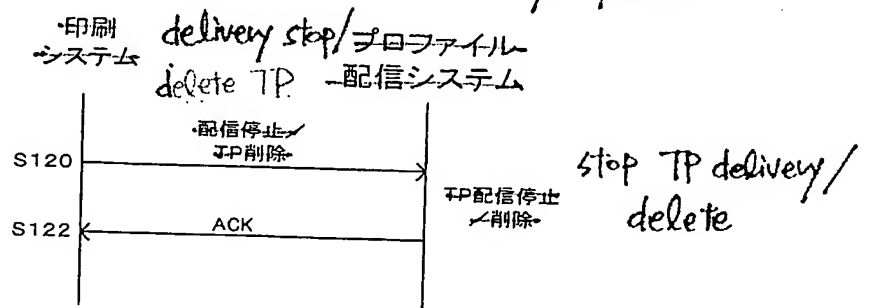 印刷
システム
delivery stop/
delete TP
プロファイル
配信システム
配信停止/
TP削除
S120
TP配信停止
/削除
stop TP delivery/
delete
S122
ACK